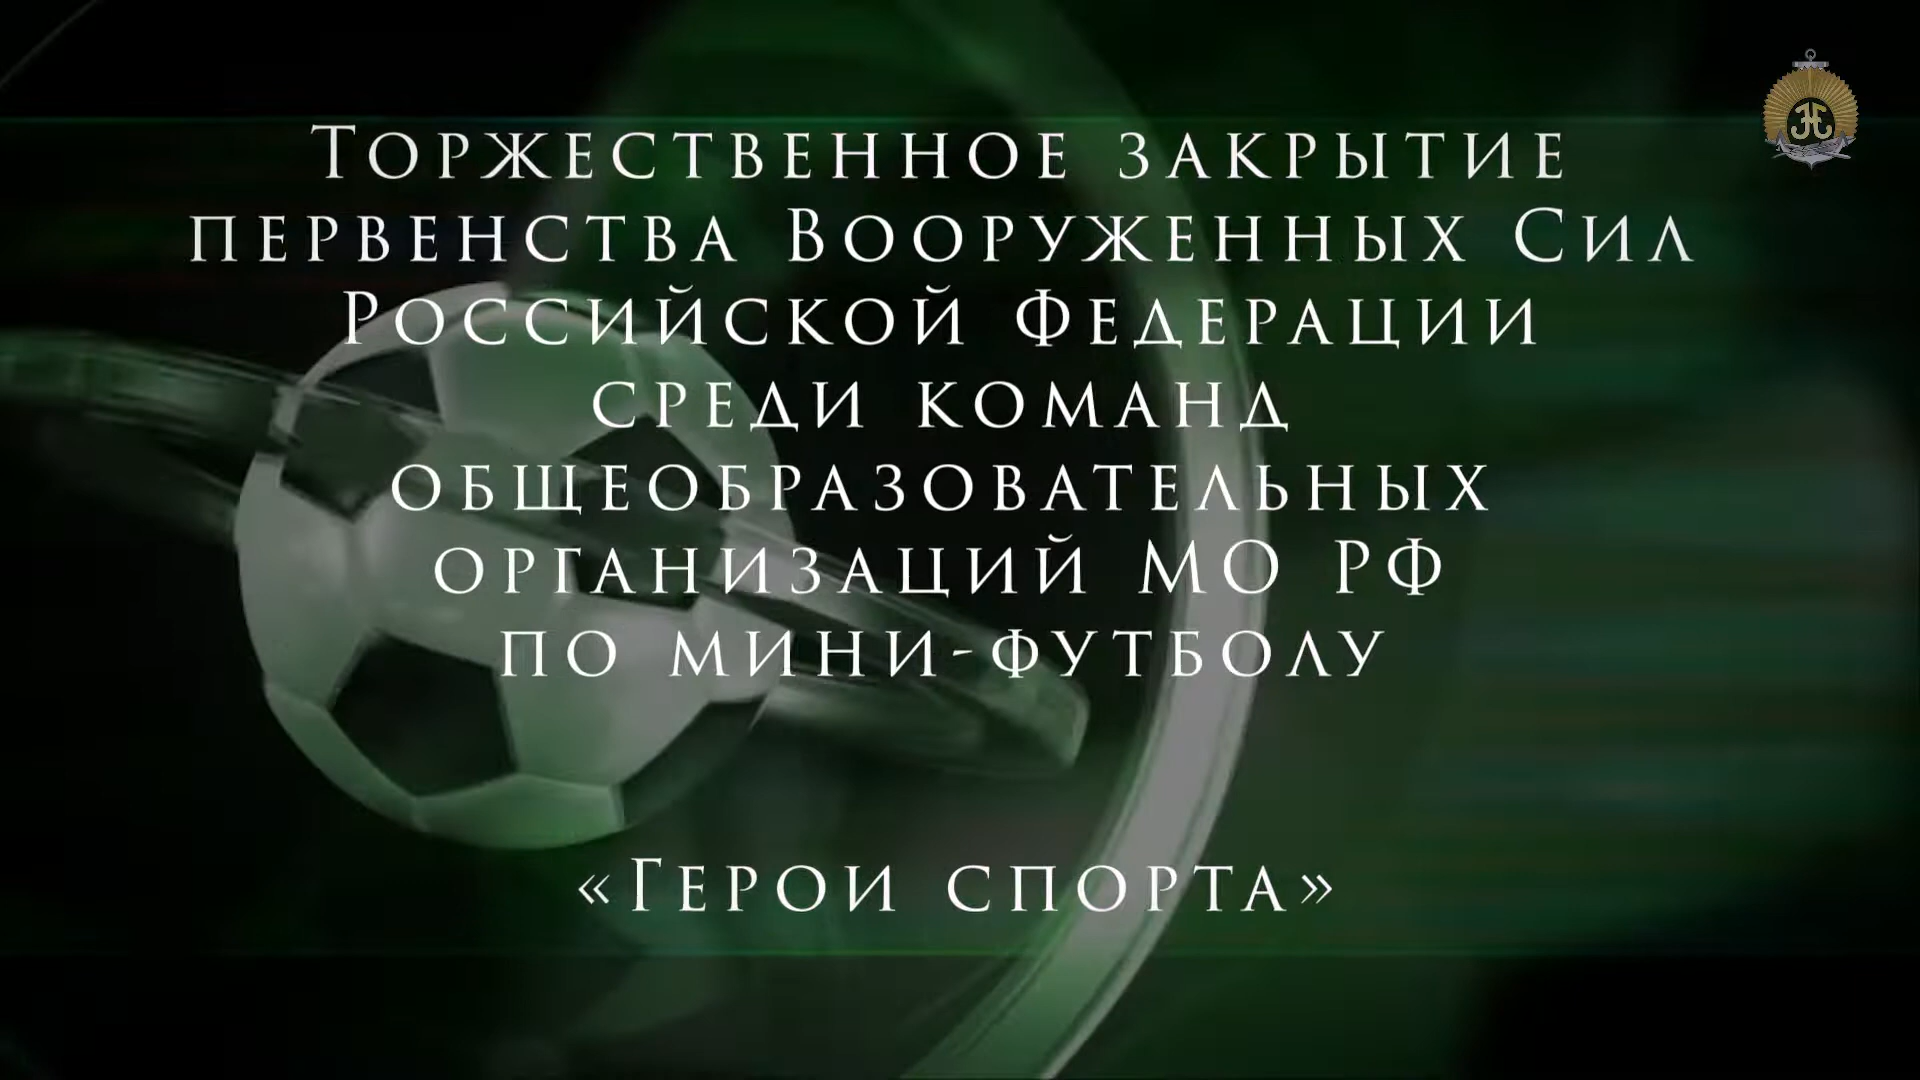 Торжественное закрытие
первенства Вооруженных Сил
Российской Федерации
среди команд
общеобразовательных
организаций МО РФ
по мини-футболу
«Герои спорта»